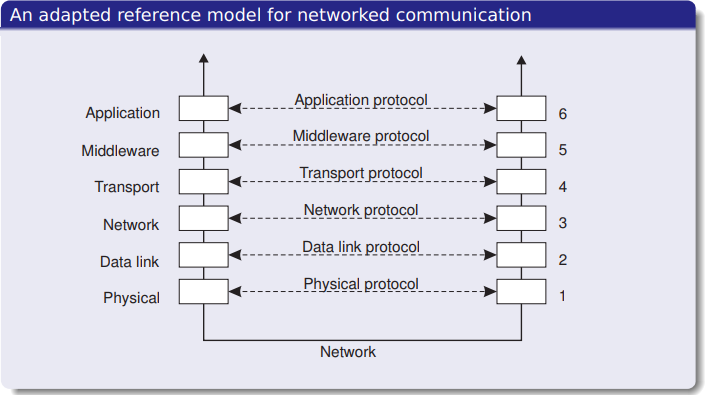 An adapted reference model for networked communication
Application
Application protocol
6
Middleware
Middleware protocol
5
Transport
Transport protocol
4
Network
Network protocol
3
Data link
Data link protocol
2
Physical
Physical protocol
1
Network